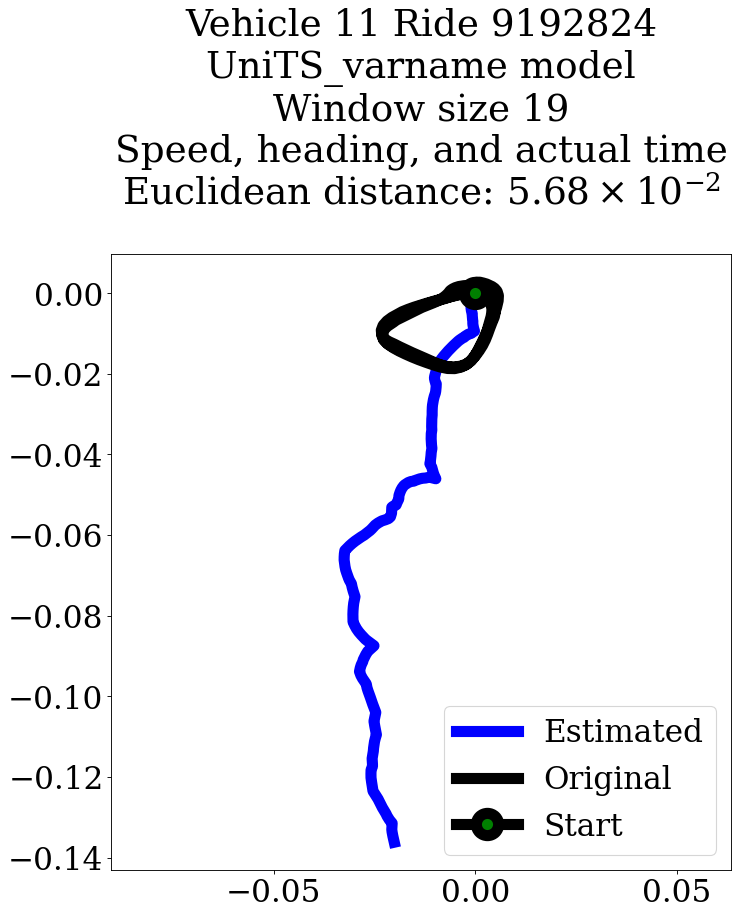 Vehicle 11 Ride 9192824
UniTS_varname model
Window size 19
Speed, heading, and actual time
Euclidean distance: 5.68 × 10⁻²
0.00
−0.02
−0.04
−0.06
−0.08
−0.10
−0.12
−0.14
−0.05
0.00
0.05
Estimated
Original
Start